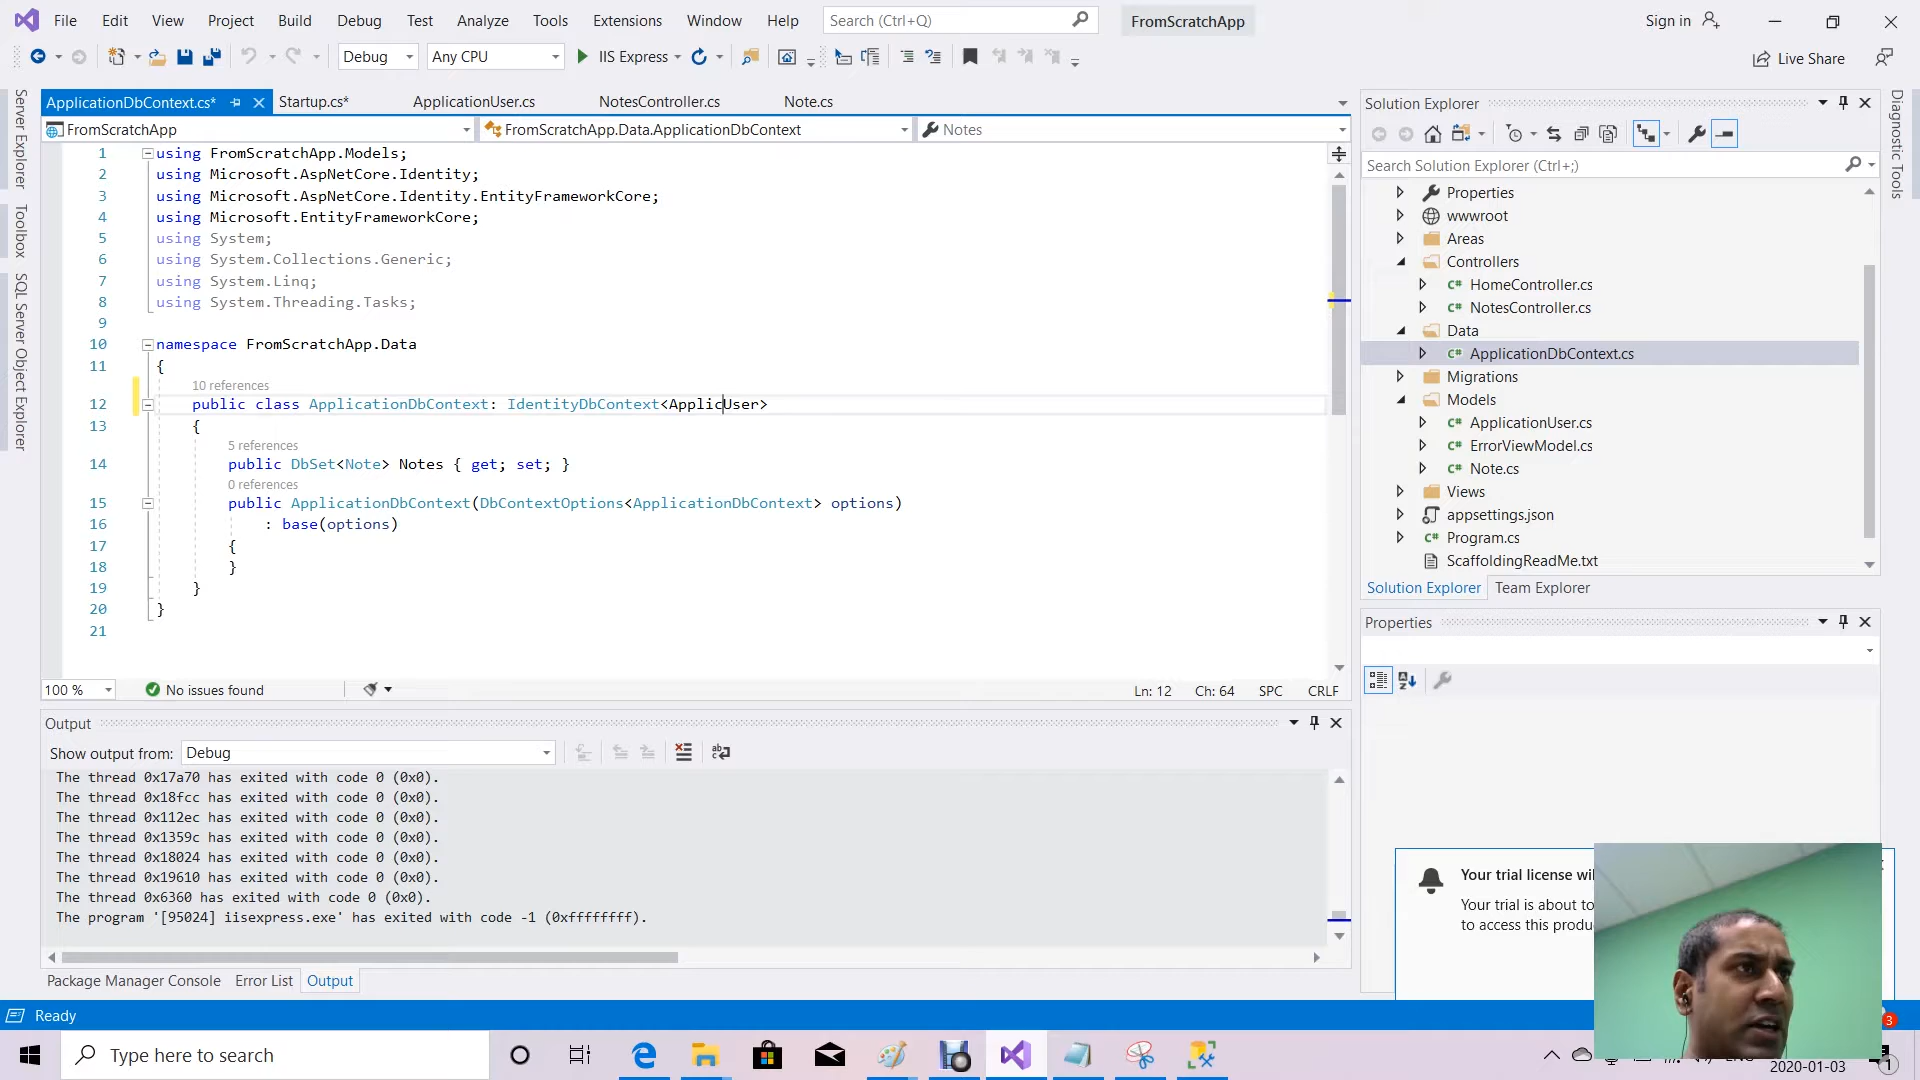 File Edit View Project Build Debug Test Analyze Tools Extensions Window Help Search (Ctrl+Q) FromScratchApp Sign in
Debug Any CPU IIS Express Live Share
Server Explorer
Toolbox
SQL Server Object Explorer
ApplicationDbContext.cs* Startup.cs* ApplicationUser.cs NotesController.cs Note.cs
FromScratchApp FromScratchApp.Data.ApplicationDbContext Notes
1 using FromScratchApp.Models;
2 using Microsoft.AspNetCore.Identity;
3 using Microsoft.AspNetCore.Identity.EntityFrameworkCore;
4 using Microsoft.EntityFrameworkCore;
5 using System;
6 using System.Collections.Generic;
7 using System.Linq;
8 using System.Threading.Tasks;
9
10 namespace FromScratchApp.Data
11 {
10 references
12 public class ApplicationDbContext: IdentityDbContext<ApplicUser>
13 {
5 references
14 public DbSet<Note> Notes { get; set; }
0 references
15 public ApplicationDbContext(DbContextOptions<ApplicationDbContext> options)
16 : base(options)
17 {
18 }
19 }
20 }
21
100 % No issues found Ln: 12 Ch: 64 SPC CRLF
Output
Show output from: Debug
The thread 0x17a70 has exited with code 0 (0x0).
The thread 0x18fcc has exited with code 0 (0x0).
The thread 0x112ec has exited with code 0 (0x0).
The thread 0x1359c has exited with code 0 (0x0).
The thread 0x18024 has exited with code 0 (0x0).
The thread 0x19610 has exited with code 0 (0x0).
The thread 0x6360 has exited with code 0 (0x0).
The program '[95024] iisexpress.exe' has exited with code -1 (0xffffffff).
Package Manager Console Error List Output
Solution Explorer
Search Solution Explorer (Ctrl+;)
Properties
wwwroot
Areas
Controllers
C# HomeController.cs
C# NotesController.cs
Data
C# ApplicationDbContext.cs
Migrations
Models
C# ApplicationUser.cs
C# ErrorViewModel.cs
C# Note.cs
Views
appsettings.json
C# Program.cs
ScaffoldingReadMe.txt
Solution Explorer Team Explorer
Properties
Diagnostic Tools
Your trial license
Your trial is about to
to access this
Ready
3
Type here to search
2020-01-03
1